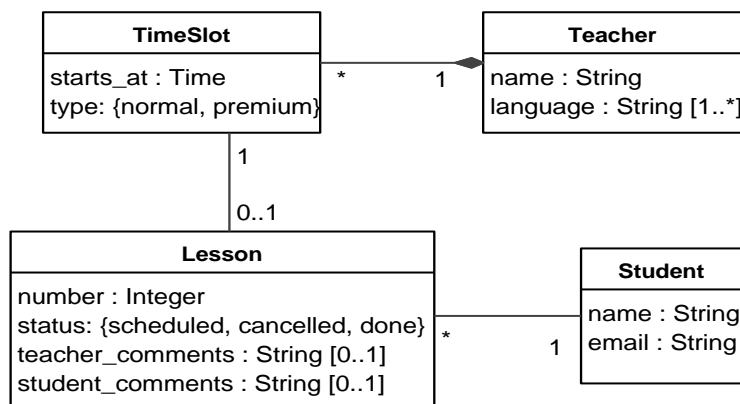 TimeSlot
starts_at : Time
type: {normal, premium}
*
1
Teacher
name : String
language : String [1..*]
1
0..1
Lesson
number : Integer
status: {scheduled, cancelled, done}
teacher_comments : String [0..1]
student_comments : String [0..1]
*
1
Student
name : String
email : String